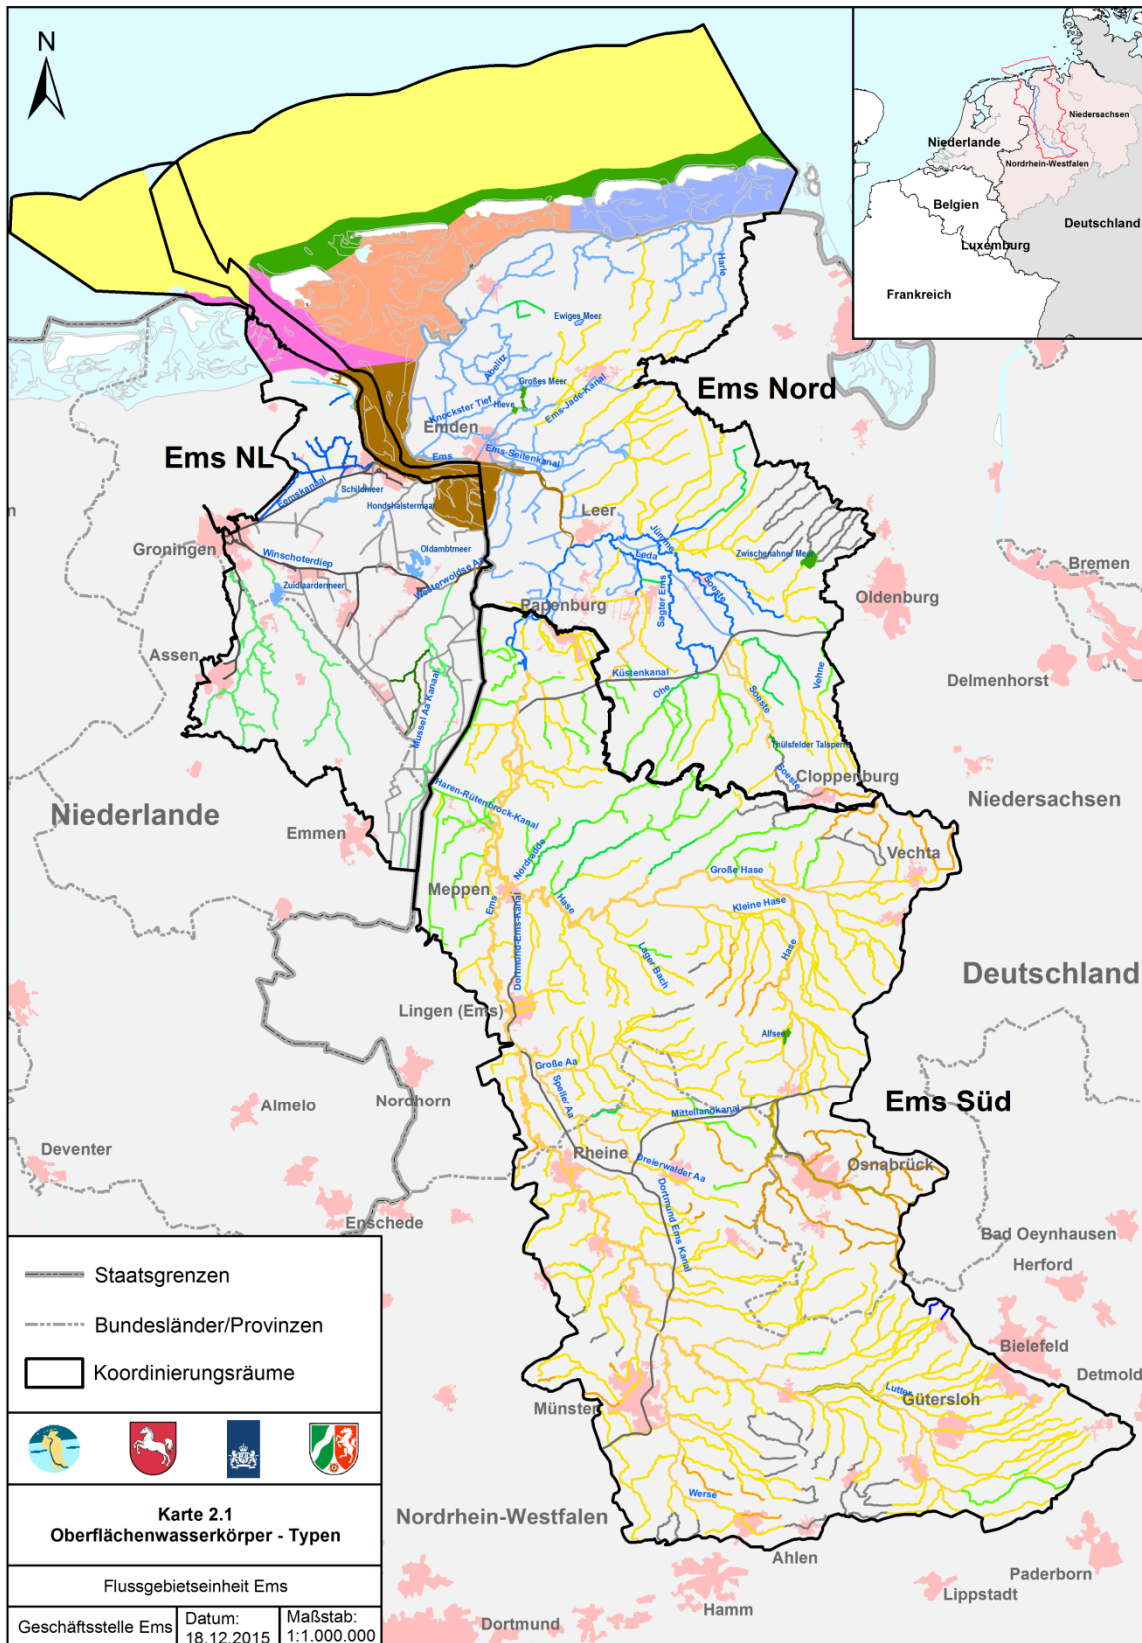 N
Niedersachsen
Niederlande
Nordrhein-Westfalen
Belgien
Deutschland
Luxemburg
Frankreich
Harle
Ewiges Meer
Abelitz
Großes Meer
Hieve
Knockster Tief
Ems-Jade-Kanal
Ems Nord
Emden
Ems-Seitenkanal
Ems
Ems NL
Eemskanaal
Schildmeer
Hondshalstermaar
Leer
Jümme
Leda
Zwischenahner Meer
Groningen
Winschoterdiep
Oldambtmeer
Westerwoldse Aa
Zuidlaardermeer
Sagter Ems
Soeste
Bremen
Oldenburg
Papenburg
Assen
Küstenkanal
Ohe
Vehne
Delmenhorst
Mussel Aa Kanaal
Soeste
Thülsfelder Talsperre
Soeste
Cloppenburg
Niedersachsen
Niederlande
Haren-Rütenbrock-Kanal
Emmen
Nordradde
Vechta
Meppen
Große Hase
Ems
Hase
Kleine Hase
Dortmund-Ems-Kanal
Lager Bach
Hase
Deutschland
Lingen (Ems)
Alfsee
Große Aa
Speller Aa
Nordhorn
Almelo
Mittellandkanal
Ems Süd
Deventer
Rheine
Dreierwalder Aa
Osnabrück
Dortmund Ems Kanal
Enschede
Bad Oeynhausen
Herford
Staatsgrenzen
Bundesländer/Provinzen
Koordinierungsräume
Bielefeld
Detmold
Münster
Lutter
Gütersloh
Werse
Karte 2.1
Oberflächenwasserkörper - Typen
Nordrhein-Westfalen
Flussgebietseinheit Ems
Ahlen
Paderborn
Lippstadt
Hamm
Dortmund
Geschäftsstelle Ems
Datum:
18.12.2015
Maßstab:
1:1.000.000